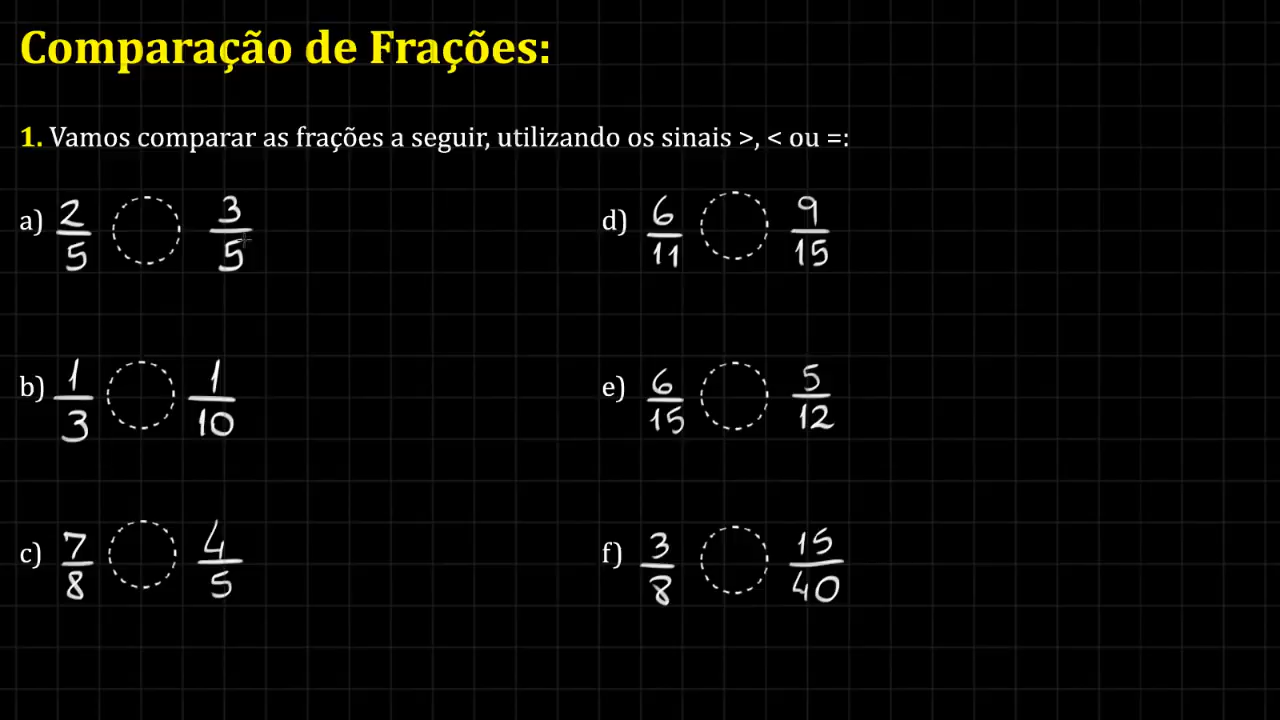 Comparação de Frações:
1. Vamos comparar as frações a seguir, utilizando os sinais >, < ou =:
a) 2/5 3/5
b) 1/3 1/10
c) 7/8 4/5
d) 6/11 9/15
e) 6/15 5/12
f) 3/8 15/40